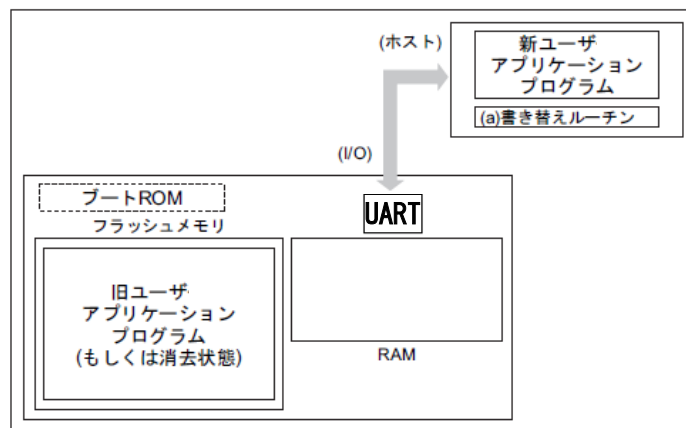 (ホスト)
新ユーザ
アプリケーション
プログラム
(a)書き替えルーチン
(I/O)
ブートROM
フラッシュメモリ
UART
旧ユーザ
アプリケーション
プログラム
(もしくは消去状態)
RAM